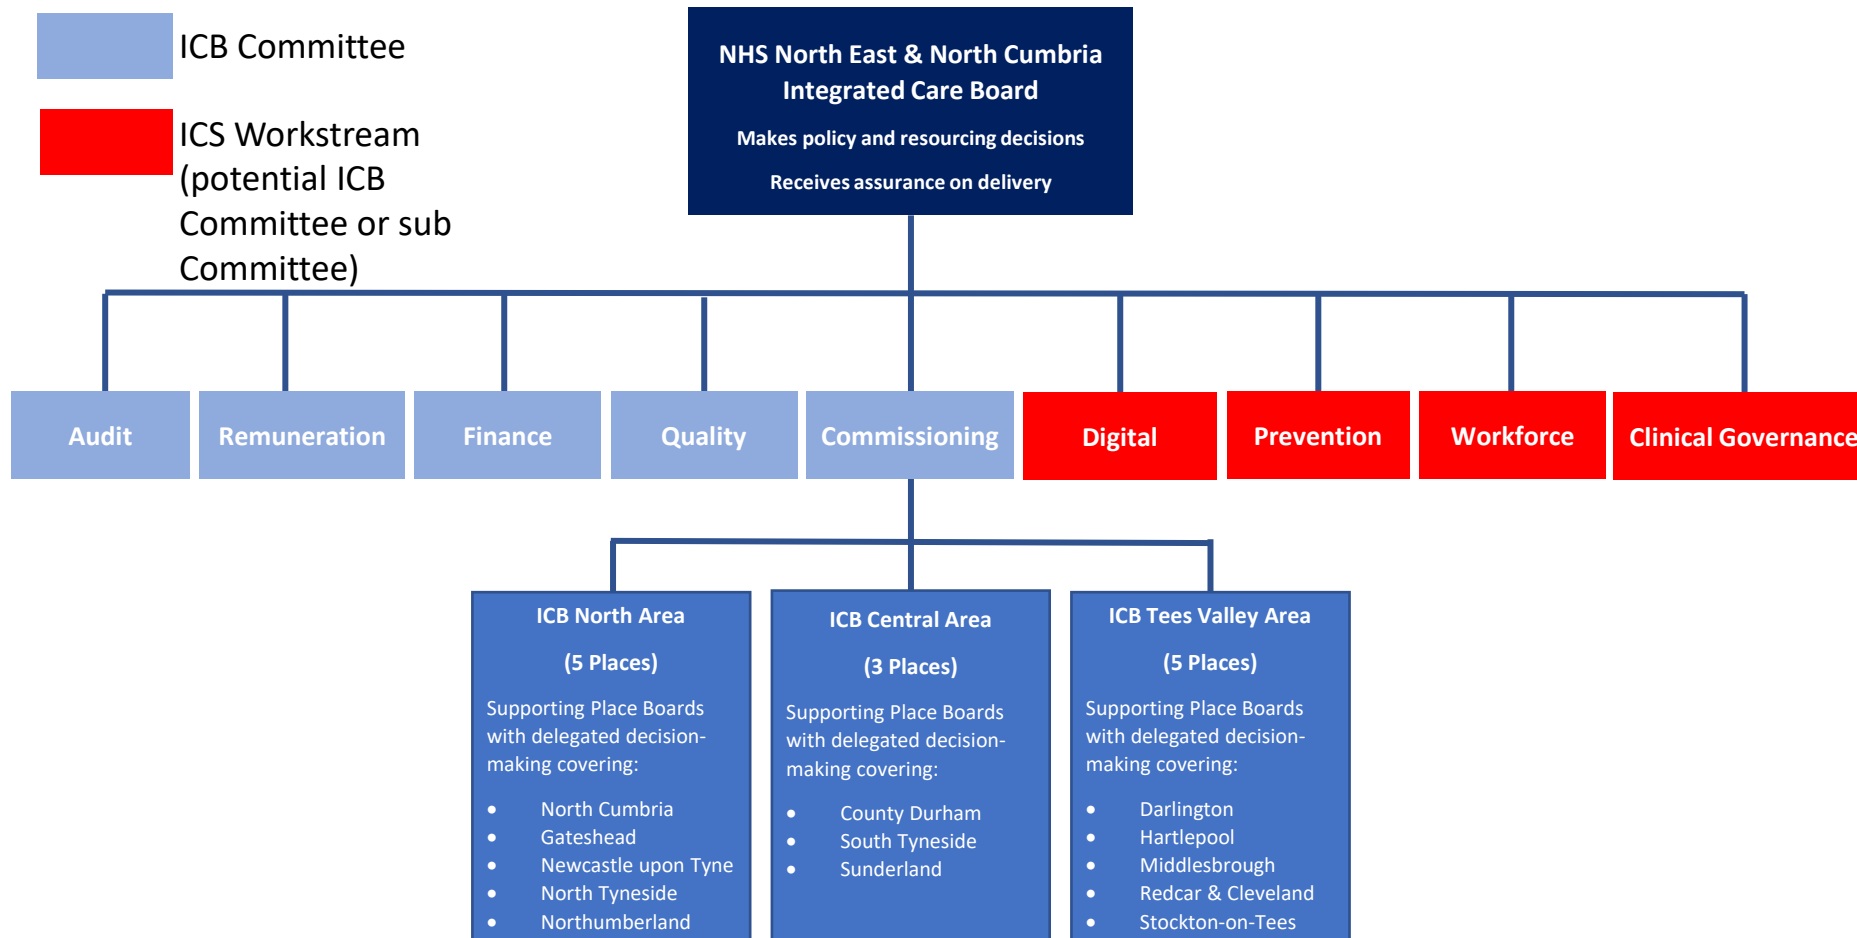 ICB Committee
ICS Workstream
(potential ICB
Committee or sub
Committee)
NHS North East & North Cumbria
Integrated Care Board
Makes policy and resourcing decisions
Receives assurance on delivery
Audit
Remuneration
Finance
Quality
Commissioning
Digital
Prevention
Workforce
Clinical Governance
ICB North Area
(5 Places)
Supporting Place Boards
with delegated decision-
making covering:
• North Cumbria
• Gateshead
• Newcastle upon Tyne
• North Tyneside
• Northumberland
ICB Central Area
(3 Places)
Supporting Place Boards
with delegated decision-
making covering:
• County Durham
• South Tyneside
• Sunderland
ICB Tees Valley Area
(5 Places)
Supporting Place Boards
with delegated decision-
making covering:
• Darlington
• Hartlepool
• Middlesbrough
• Redcar & Cleveland
• Stockton-on-Tees